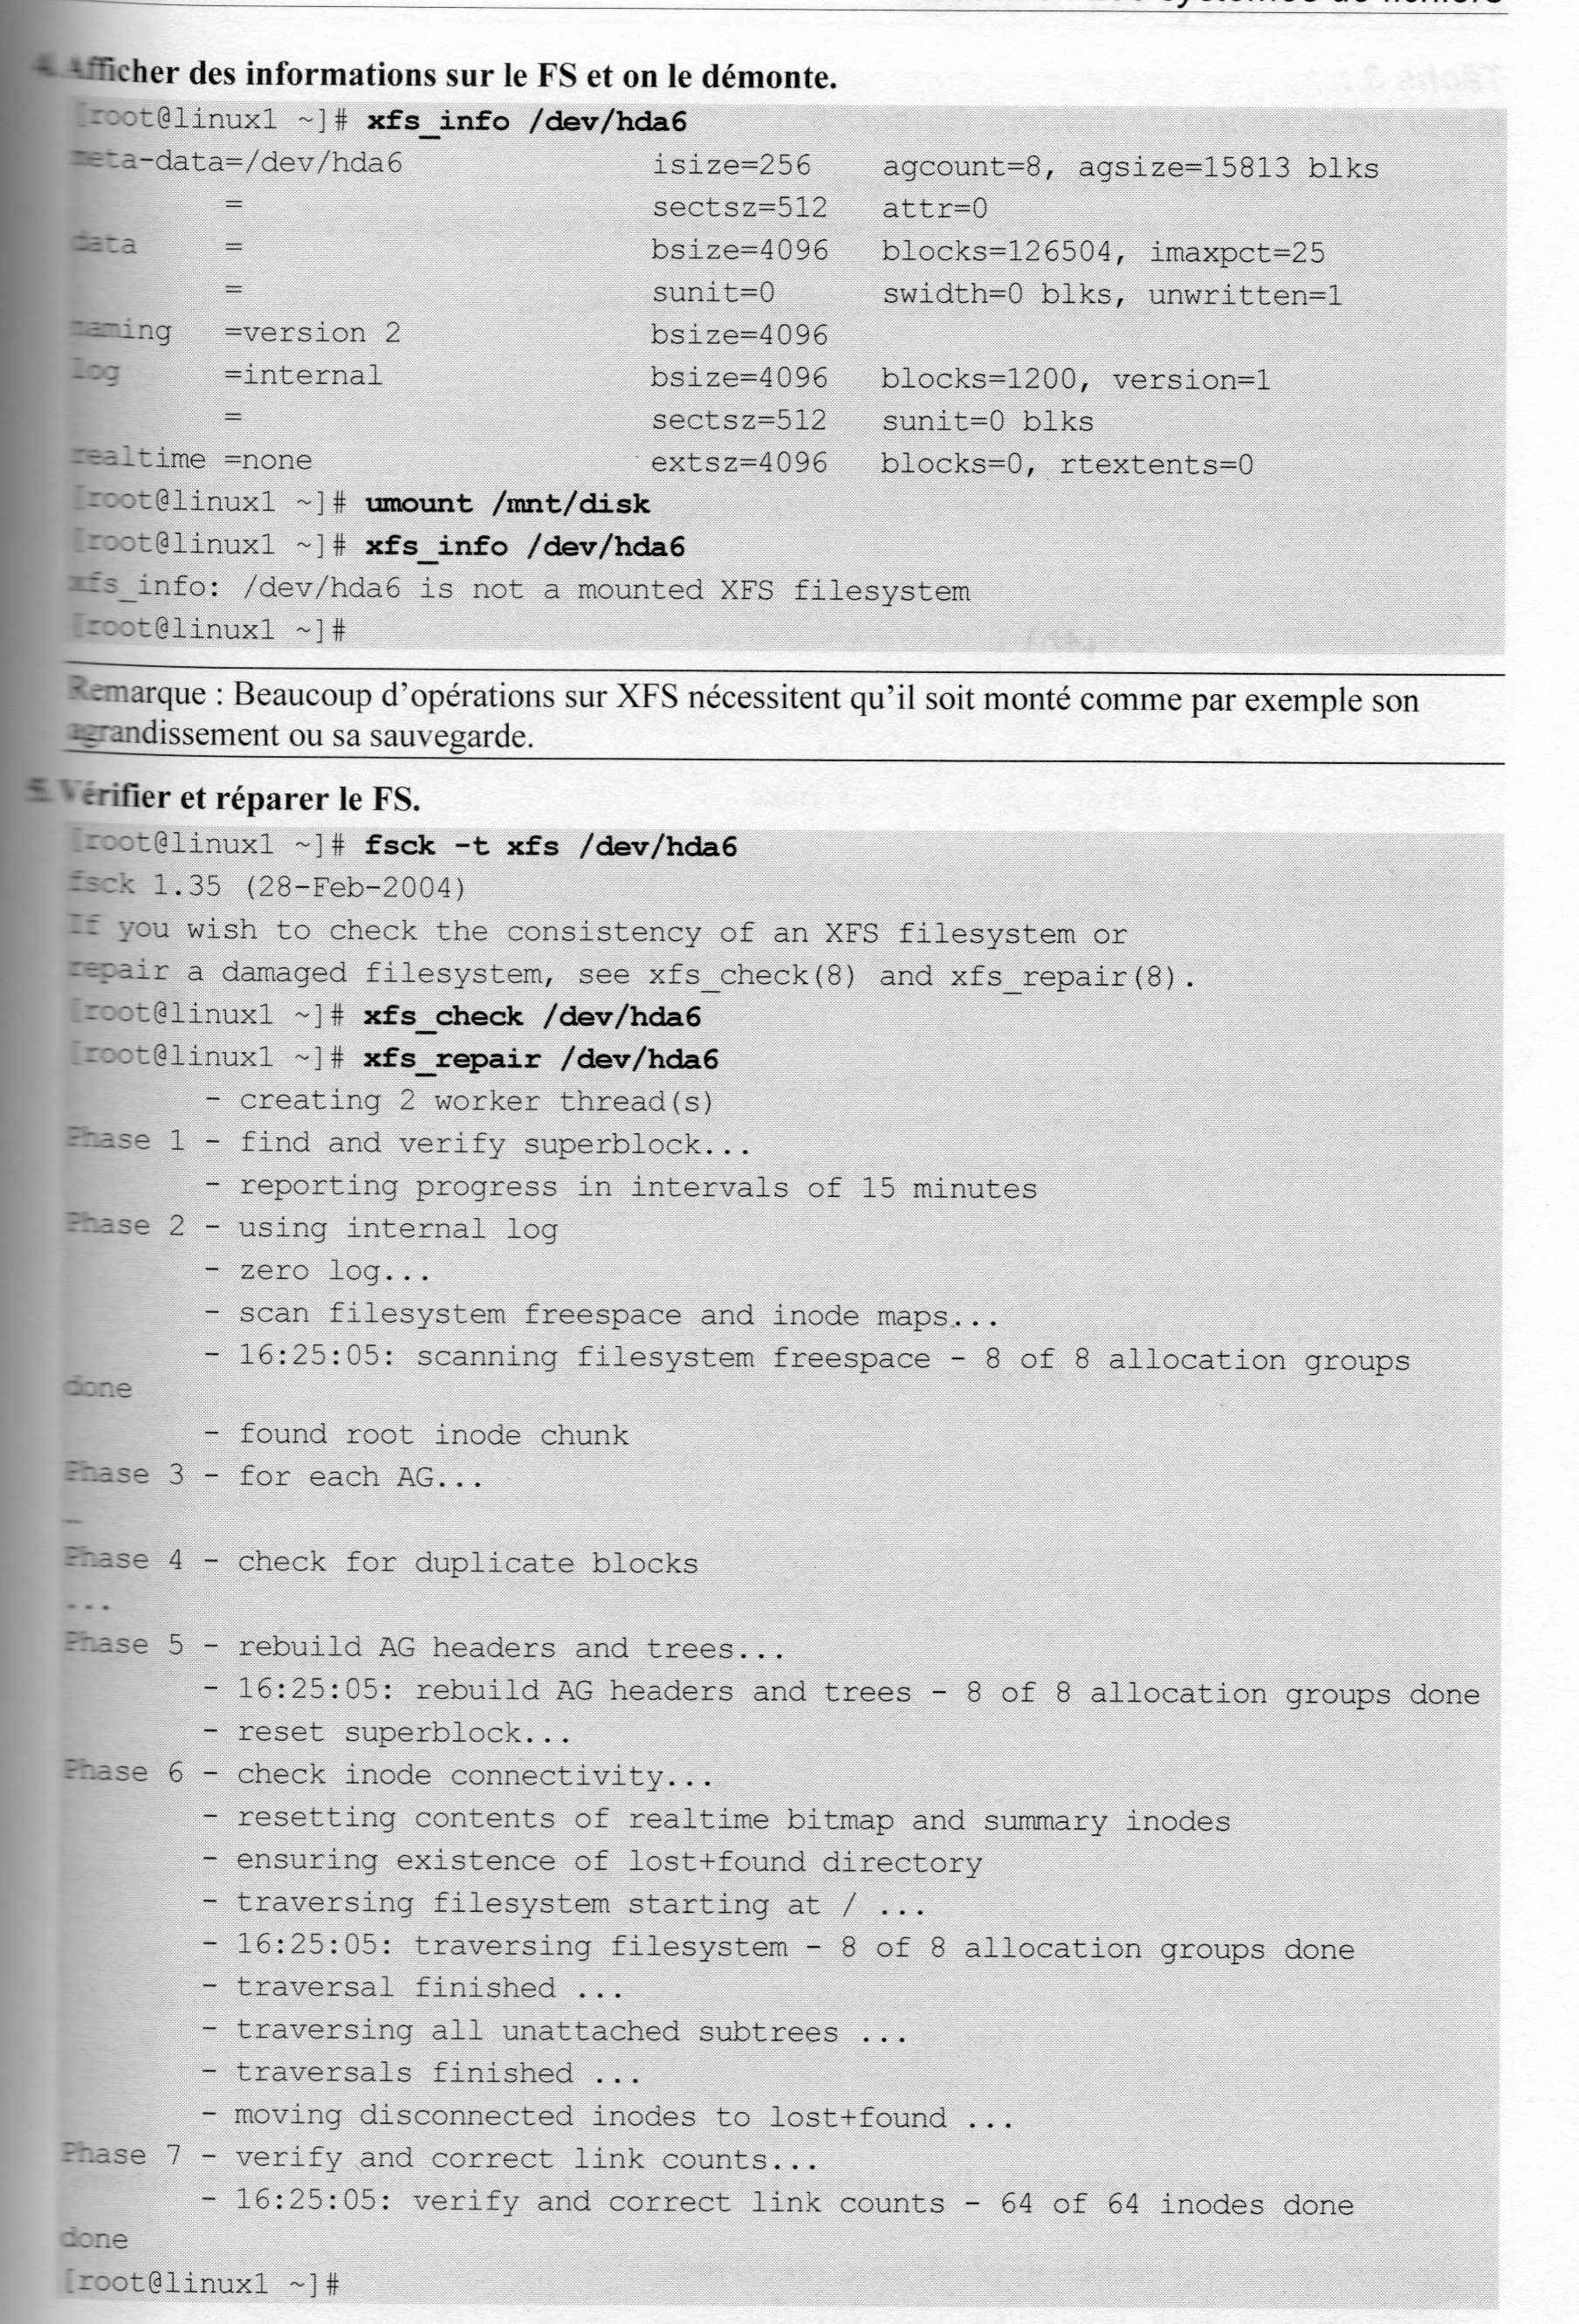 4. Afficher des informations sur le FS et on le démonte.
[root@linux1 ~]# xfs_info /dev/hda6
meta-data=/dev/hda6 isize=256 agcount=8, agsize=15813 blks
= sectsz=512 attr=0
data = bsize=4096 blocks=126504, imaxpct=25
= sunit=0 swidth=0 blks, unwritten=1
naming =version 2 bsize=4096
log =internal bsize=4096 blocks=1200, version=1
= sectsz=512 sunit=0 blks
realtime =none extsz=4096 blocks=0, rtextents=0
[root@linux1 ~]# umount /mnt/disk
[root@linux1 ~]# xfs_info /dev/hda6
xfs_info: /dev/hda6 is not a mounted XFS filesystem
[root@linux1 ~]#
Remarque : Beaucoup d'opérations sur XFS nécessitent qu'il soit monté comme par exemple son
agrandissement ou sa sauvegarde.
5. Vérifier et réparer le FS.
[root@linux1 ~]# fsck -t xfs /dev/hda6
fsck 1.35 (28-Feb-2004)
If you wish to check the consistency of an XFS filesystem or
repair a damaged filesystem, see xfs_check(8) and xfs_repair(8).
[root@linux1 ~]# xfs_check /dev/hda6
[root@linux1 ~]# xfs_repair /dev/hda6
- creating 2 worker thread(s)
Phase 1 - find and verify superblock...
- reporting progress in intervals of 15 minutes
Phase 2 - using internal log
- zero log...
- scan filesystem freespace and inode maps...
- 16:25:05: scanning filesystem freespace - 8 of 8 allocation groups
done
- found root inode chunk
Phase 3 - for each AG...
…
Phase 4 - check for duplicate blocks
...
Phase 5 - rebuild AG headers and trees...
- 16:25:05: rebuild AG headers and trees - 8 of 8 allocation groups done
- reset superblock...
Phase 6 - check inode connectivity...
- resetting contents of realtime bitmap and summary inodes
- ensuring existence of lost+found directory
- traversing filesystem starting at / ...
- 16:25:05: traversing filesystem - 8 of 8 allocation groups done
- traversal finished ...
- traversing all unattached subtrees ...
- traversals finished ...
- moving disconnected inodes to lost+found ...
Phase 7 - verify and correct link counts...
- 16:25:05: verify and correct link counts - 64 of 64 inodes done
done
[root@linux1 ~]#